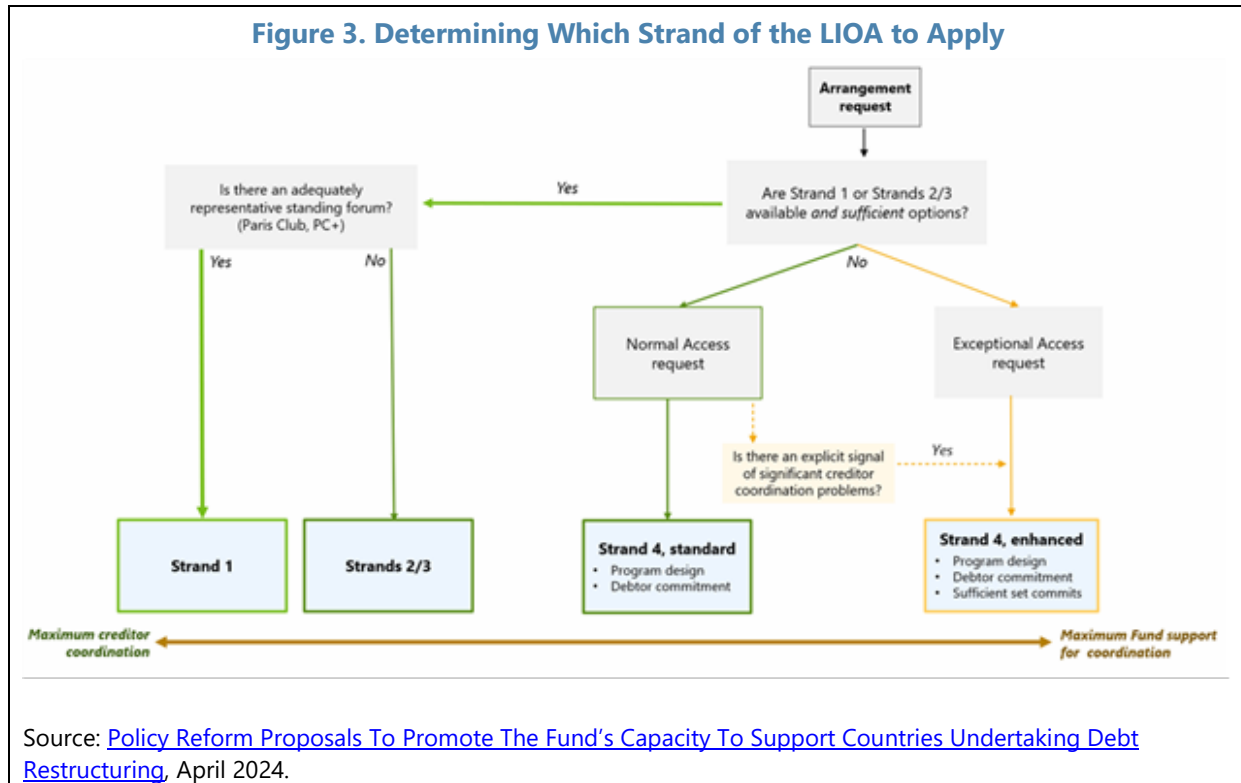 Figure 3. Determining Which Strand of the LIOA to Apply
Arrangement
request
Is there an adequately
representative standing forum?
(Paris Club, PC+)
Yes
Are Strand 1 or Strands 2/3
available and sufficient options?
Yes
No
No
Normal Access
request
Exceptional Access
request
Is there an explicit signal
of significant creditor
coordination problems?
Yes
Strand 1
Strands 2/3
Strand 4, standard
• Program design
• Debtor commitment
Strand 4, enhanced
• Program design
• Debtor commitment
• Sufficient set commits
Maximum creditor
coordination
Maximum Fund support
for coordination
Source: Policy Reform Proposals To Promote The Fund's Capacity To Support Countries Undertaking Debt
Restructuring, April 2024.